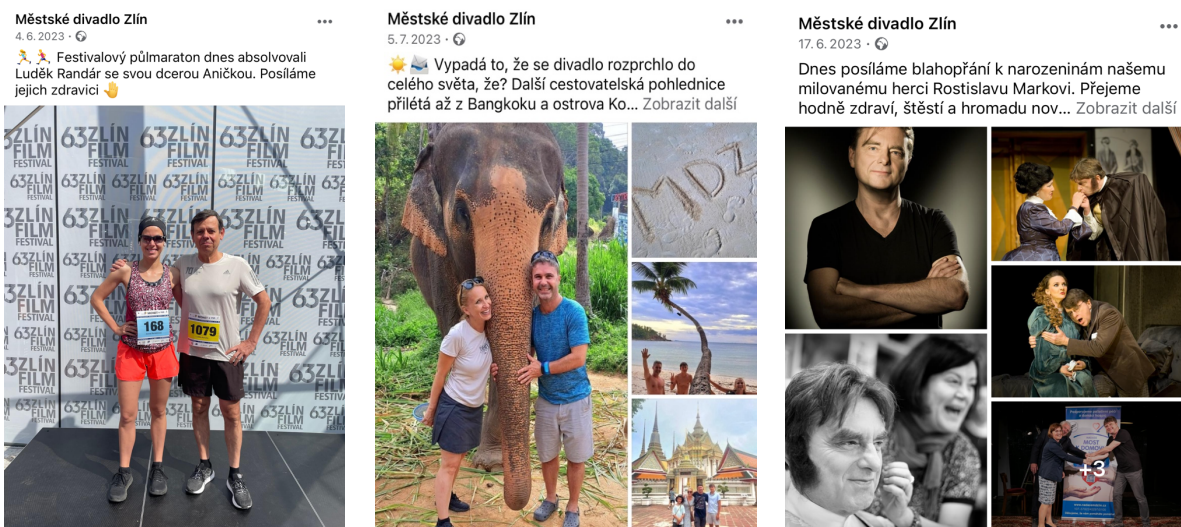 Městské divadlo Zlín
4. 6. 2023 ·
🏃🏃‍♀️ Festivalový půlmaraton dnes absolvovali
Luděk Randár se svou dcerou Aničkou. Posíláme
jejich zdravici 🤚
63 ZLÍN
FILM
FESTIVAL
168
1079
Městské divadlo Zlín
5. 7. 2023 ·
☀️🏊 Vypadá to, že se divadlo rozprchlo do
celého světa, že? Další cestovatelská pohlednice
přilétá až z Bangkoku a ostrova Ko... Zobrazit další
MDZ
Městské divadlo Zlín
17. 6. 2023 ·
Dnes posíláme blahopřání k narozeninám našemu
milovanému herci Rostislavu Markovi. Přejeme
hodně zdraví, štěstí a hromadu nov... Zobrazit další
MOST
+3